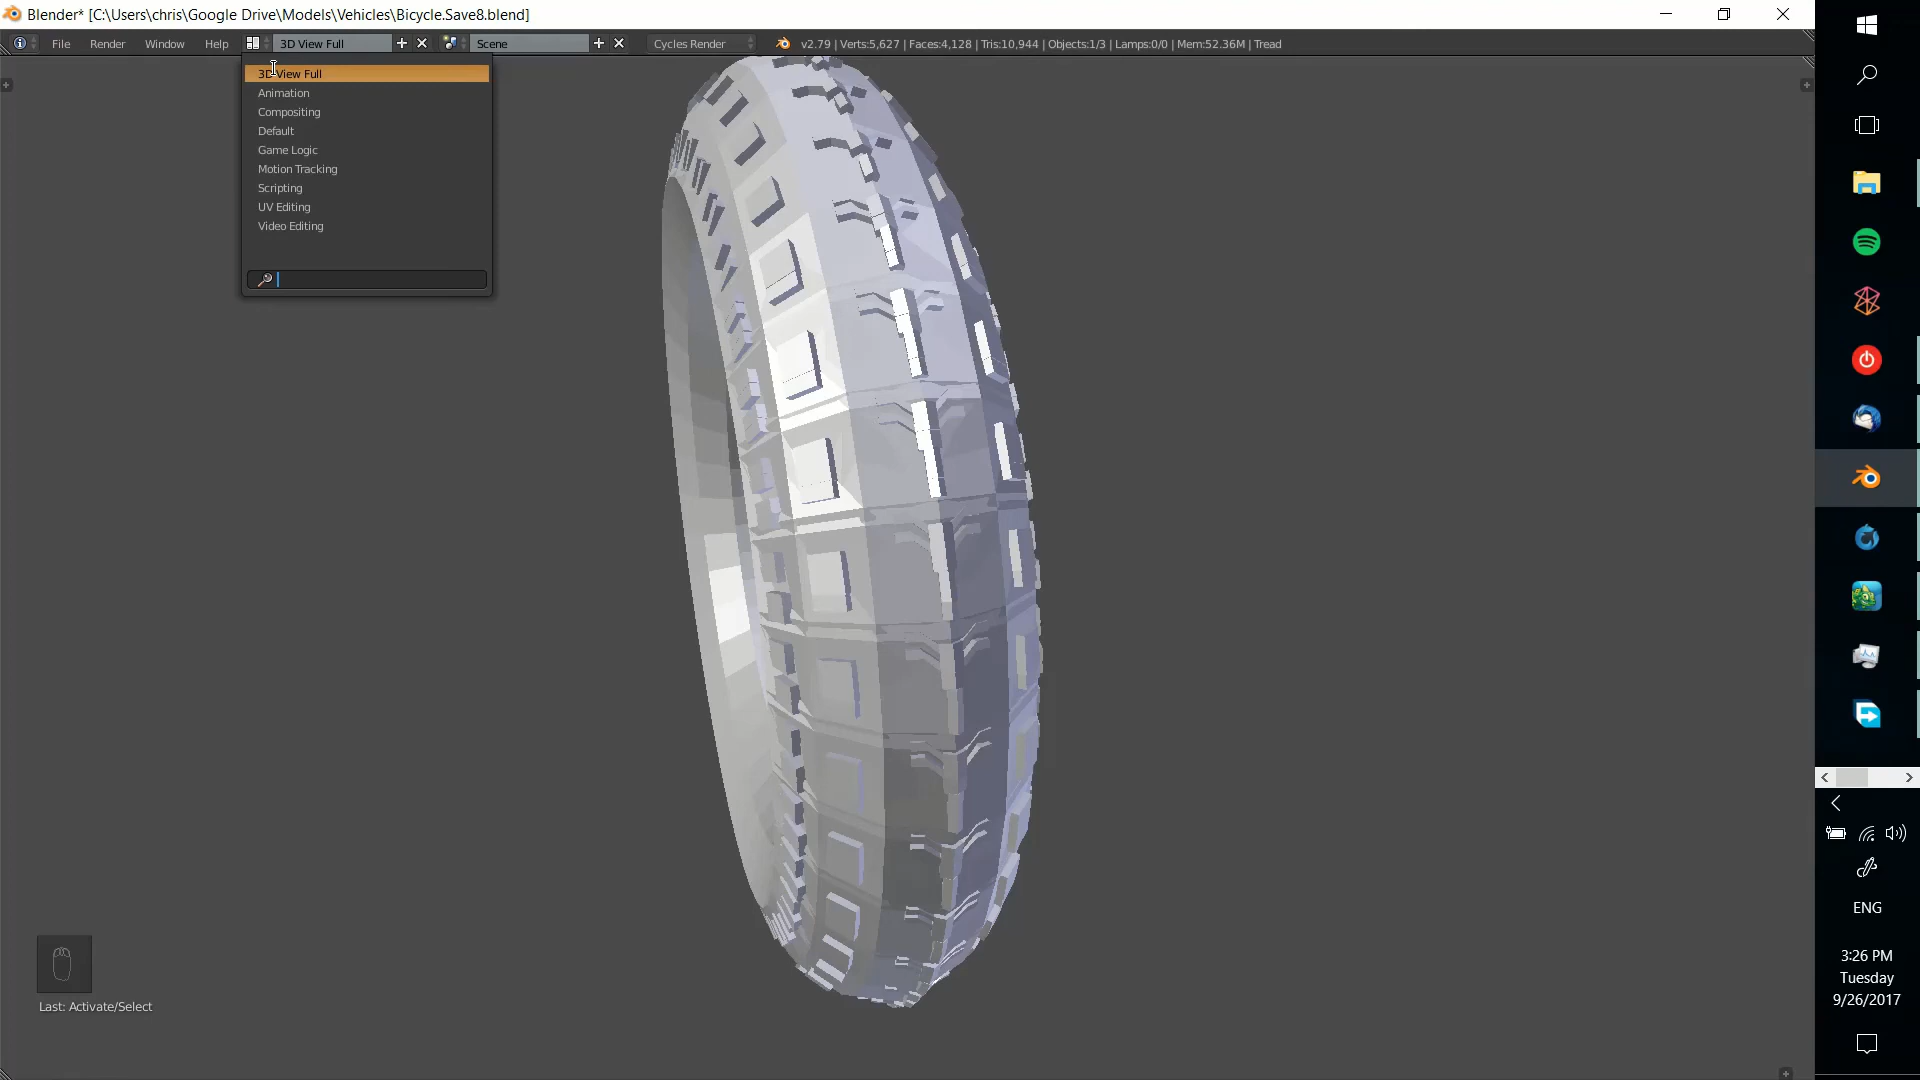 Blender* [C:\Users\chris\Google Drive\Models\Vehicles\Bicycle.Save8.blend]
File Render Window Help 3D View Full Scene Cycles Render v2.79 | Verts:5,627 | Faces:4,128 | Tris:10,944 | Objects:1/3 | Lamps:0/0 | Mem:52.36M | Tread
3D View Full
Animation
Compositing
Default
Game Logic
Motion Tracking
Scripting
UV Editing
Video Editing
Last: Activate/Select
ENG
3:26 PM
Tuesday
9/26/2017